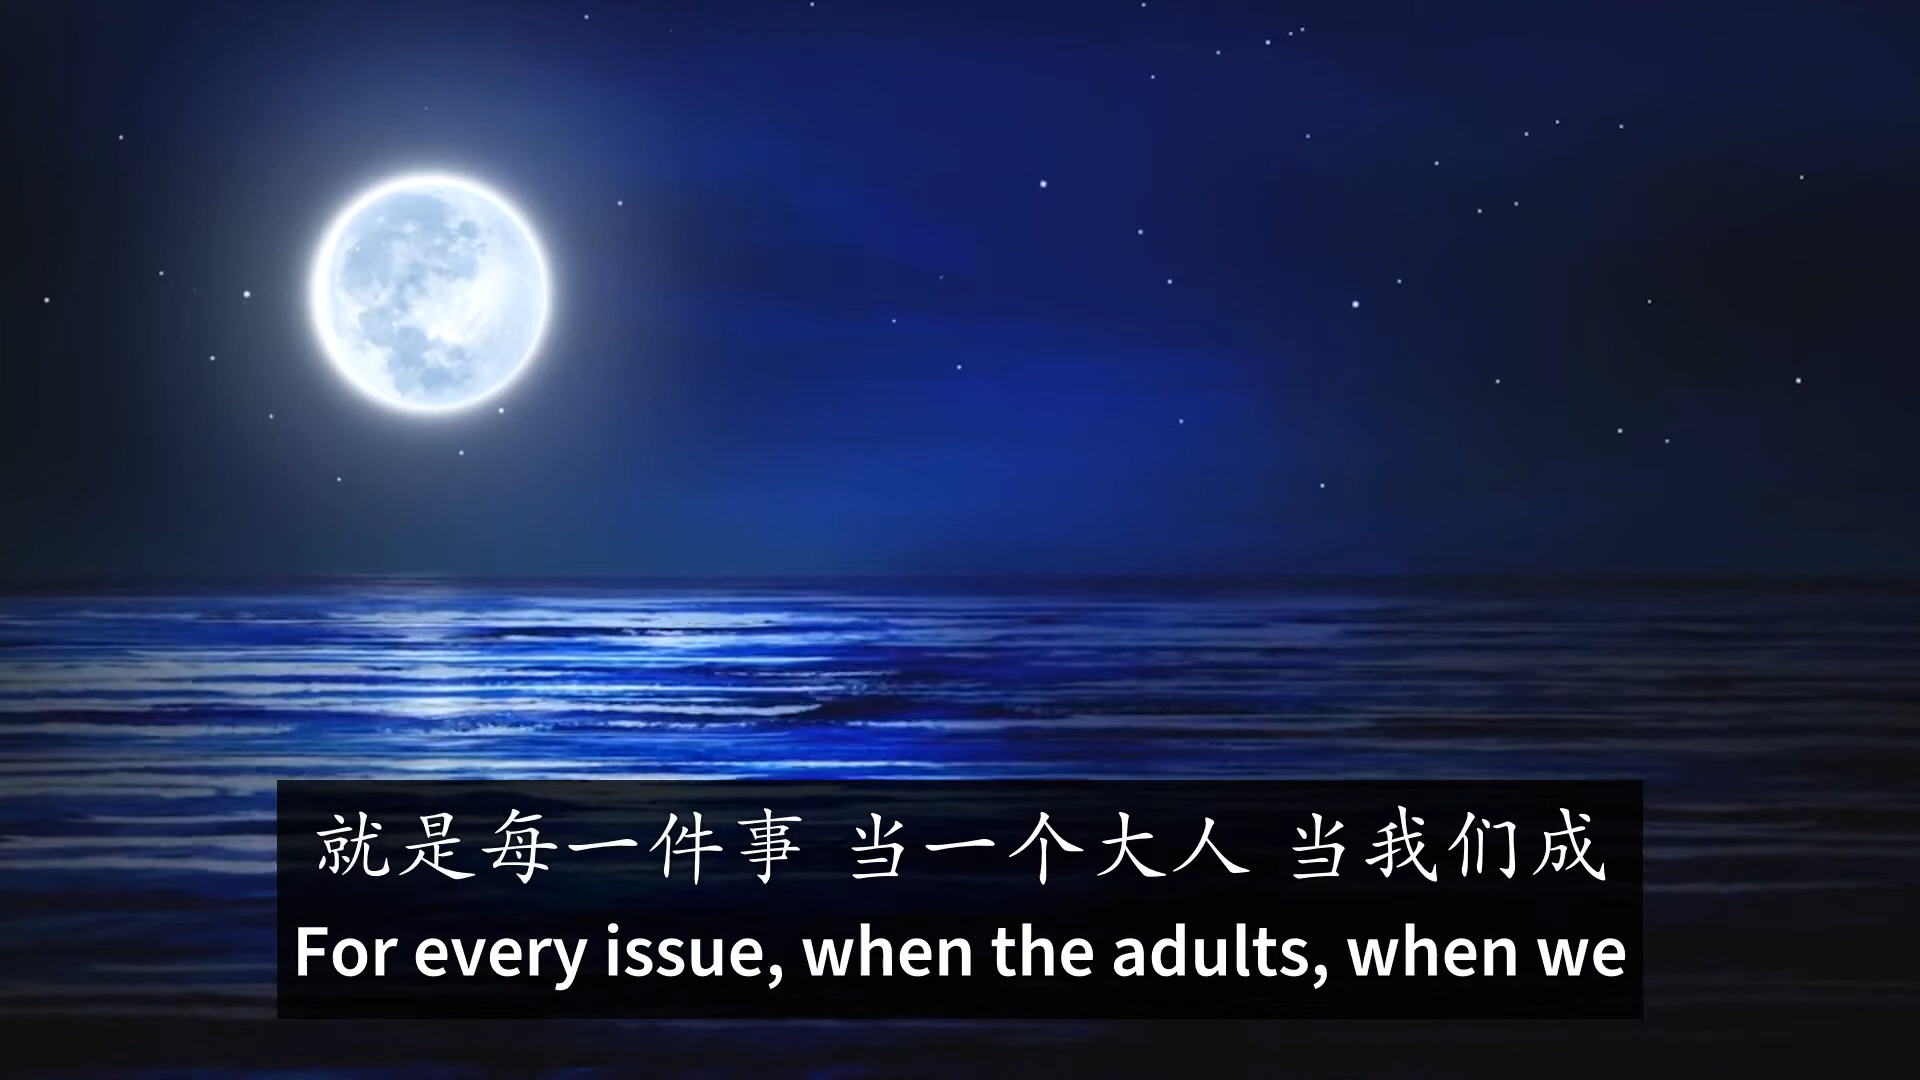 就是每一件事 当一个大人 当我们成
For every issue, when the adults, when we